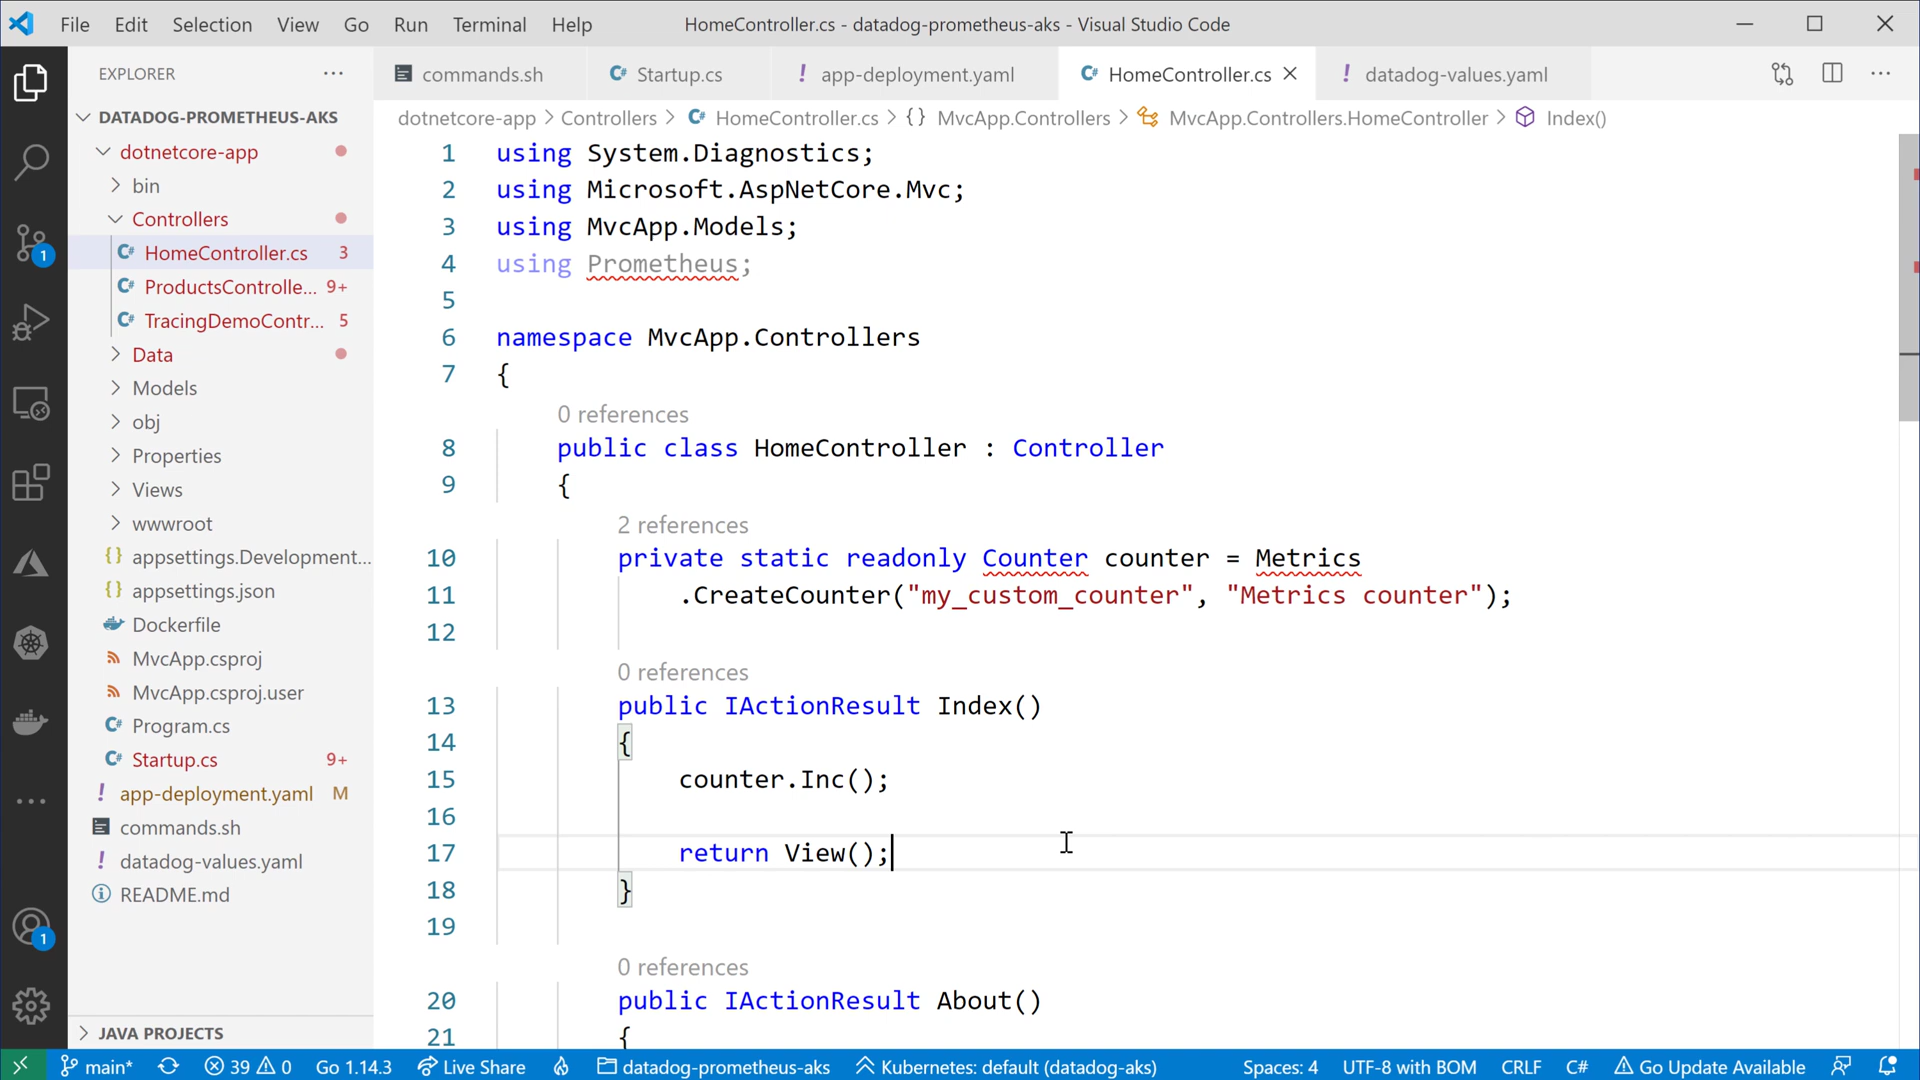 File Edit Selection View Go Run Terminal Help HomeController.cs - datadog-prometheus-aks - Visual Studio Code
EXPLORER
commands.sh
Startup.cs
app-deployment.yaml
HomeController.cs
datadog-values.yaml
dotnetcore-app > Controllers > HomeController.cs > {} MvcApp.Controllers > MvcApp.Controllers.HomeController > Index()
DATADOG-PROMETHEUS-AKS
dotnetcore-app
bin
Controllers
HomeController.cs 3
ProductsControlle... 9+
TracingDemoContr... 5
Data
Models
obj
Properties
Views
wwwroot
appsettings.Development...
appsettings.json
Dockerfile
MvcApp.csproj
MvcApp.csproj.user
Program.cs
Startup.cs 9+
app-deployment.yaml M
commands.sh
datadog-values.yaml
README.md
JAVA PROJECTS
1
1
1 using System.Diagnostics;
2 using Microsoft.AspNetCore.Mvc;
3 using MvcApp.Models;
4 using Prometheus;
5
6 namespace MvcApp.Controllers
7 {
0 references
8 public class HomeController : Controller
9 {
2 references
10 private static readonly Counter counter = Metrics
11 .CreateCounter("my_custom_counter", "Metrics counter");
12
0 references
13 public IActionResult Index()
14 {
15 counter.Inc();
16
17 return View();
18 }
19
0 references
20 public IActionResult About()
21 {
main* 39 0 Go 1.14.3 Live Share datadog-prometheus-aks Kubernetes: default (datadog-aks) Spaces: 4 UTF-8 with BOM CRLF C# Go Update Available